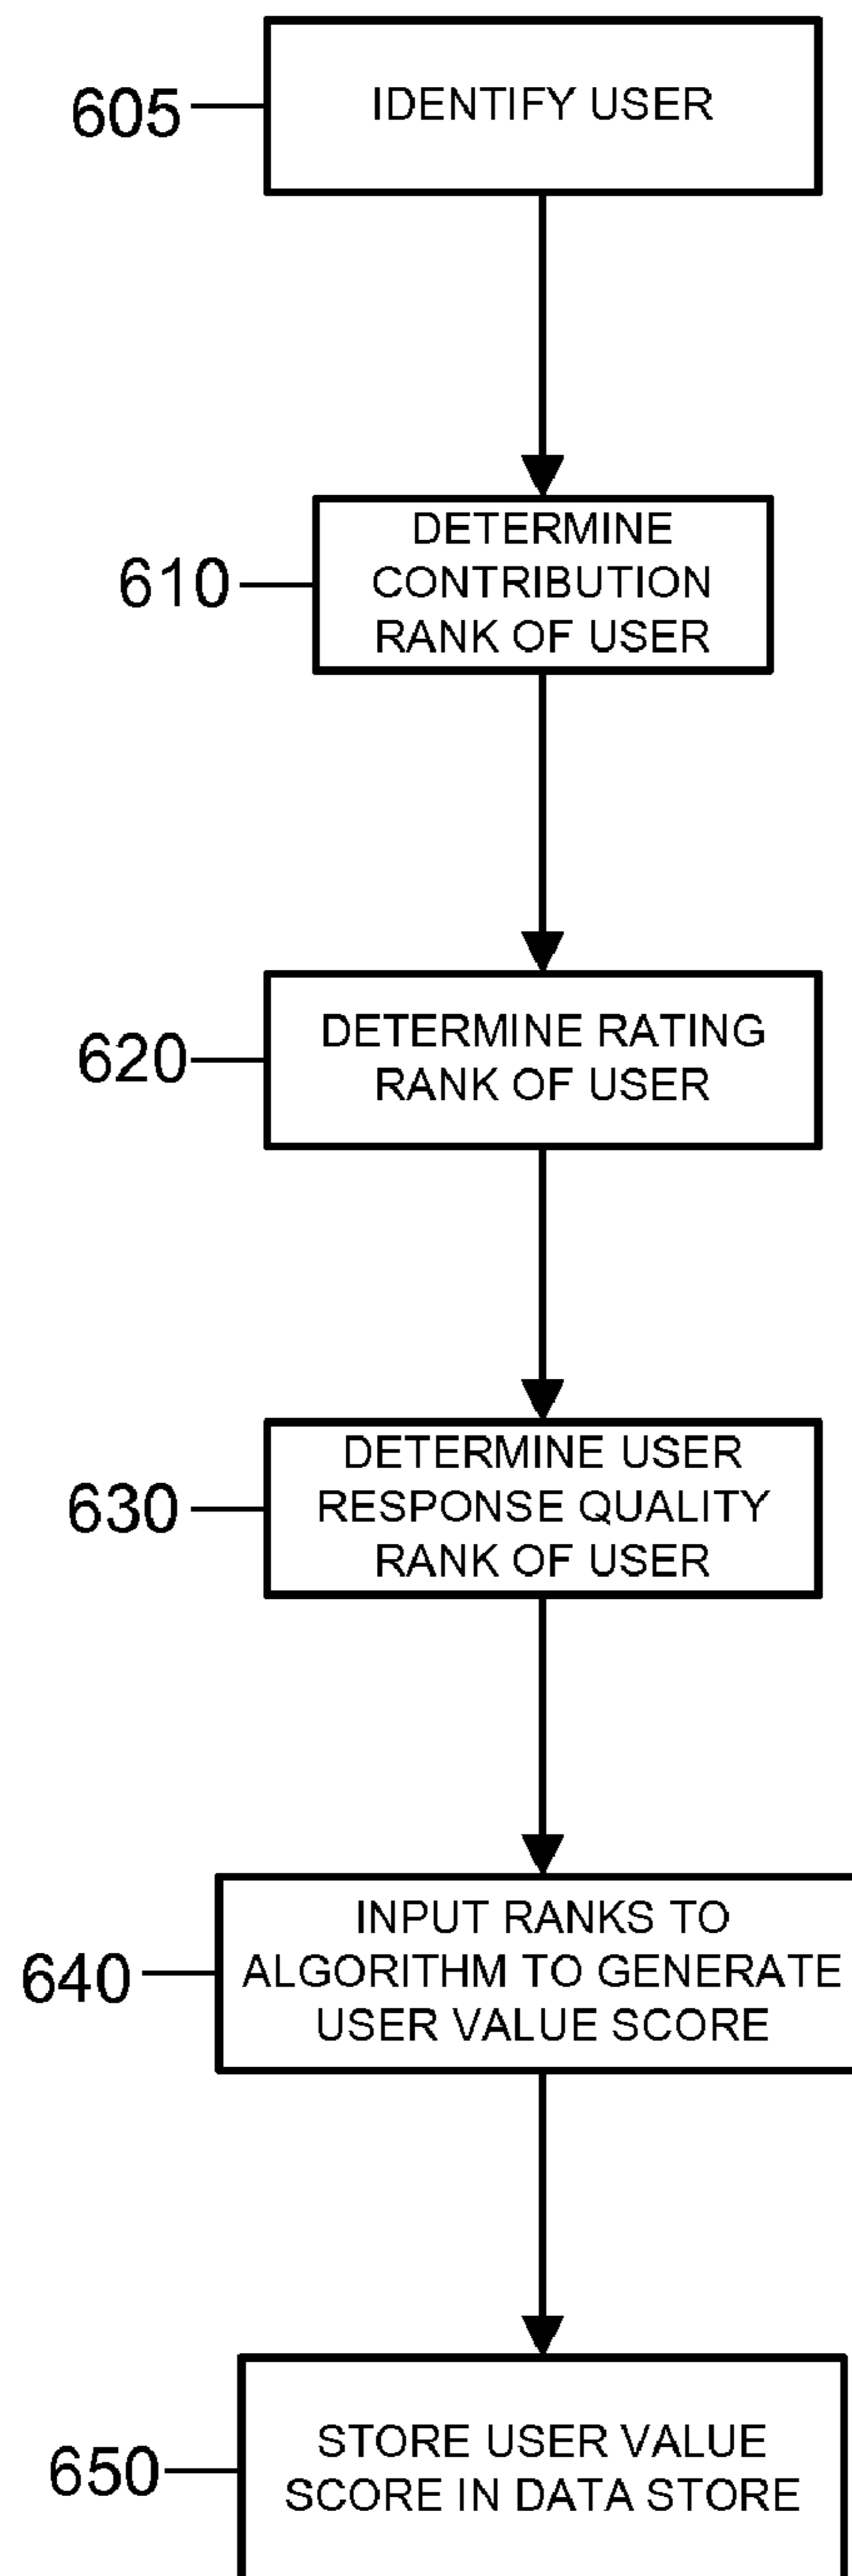 605
IDENTIFY USER
610
DETERMINE
CONTRIBUTION
RANK OF USER
620
DETERMINE RATING
RANK OF USER
630
DETERMINE USER
RESPONSE QUALITY
RANK OF USER
640
INPUT RANKS TO
ALGORITHM TO GENERATE
USER VALUE SCORE
650
STORE USER VALUE
SCORE IN DATA STORE